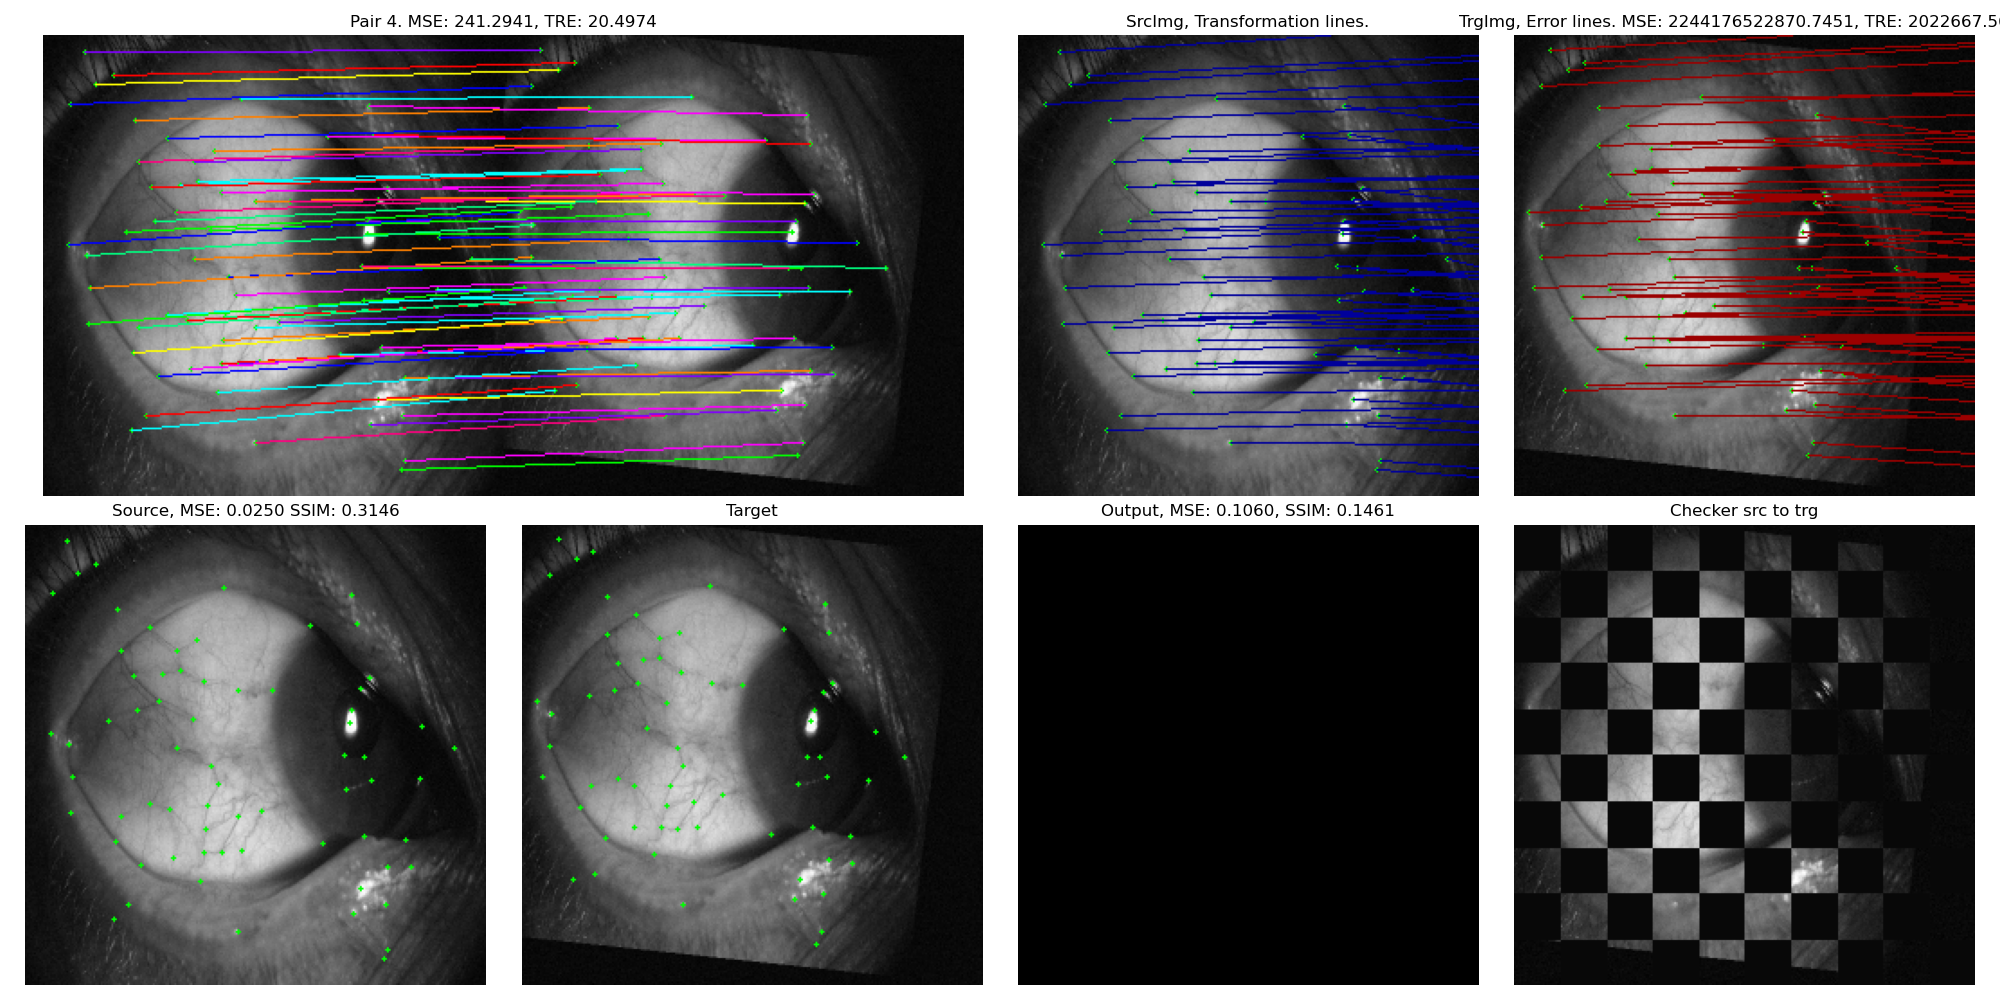 Pair 4. MSE: 241.2941, TRE: 20.4974
SrcImg, Transformation lines.
TrgImg, Error lines. MSE: 2244176522870.7451, TRE: 2022667.5
Source, MSE: 0.0250 SSIM: 0.3146
Target
Output, MSE: 0.1060, SSIM: 0.1461
Checker src to trg